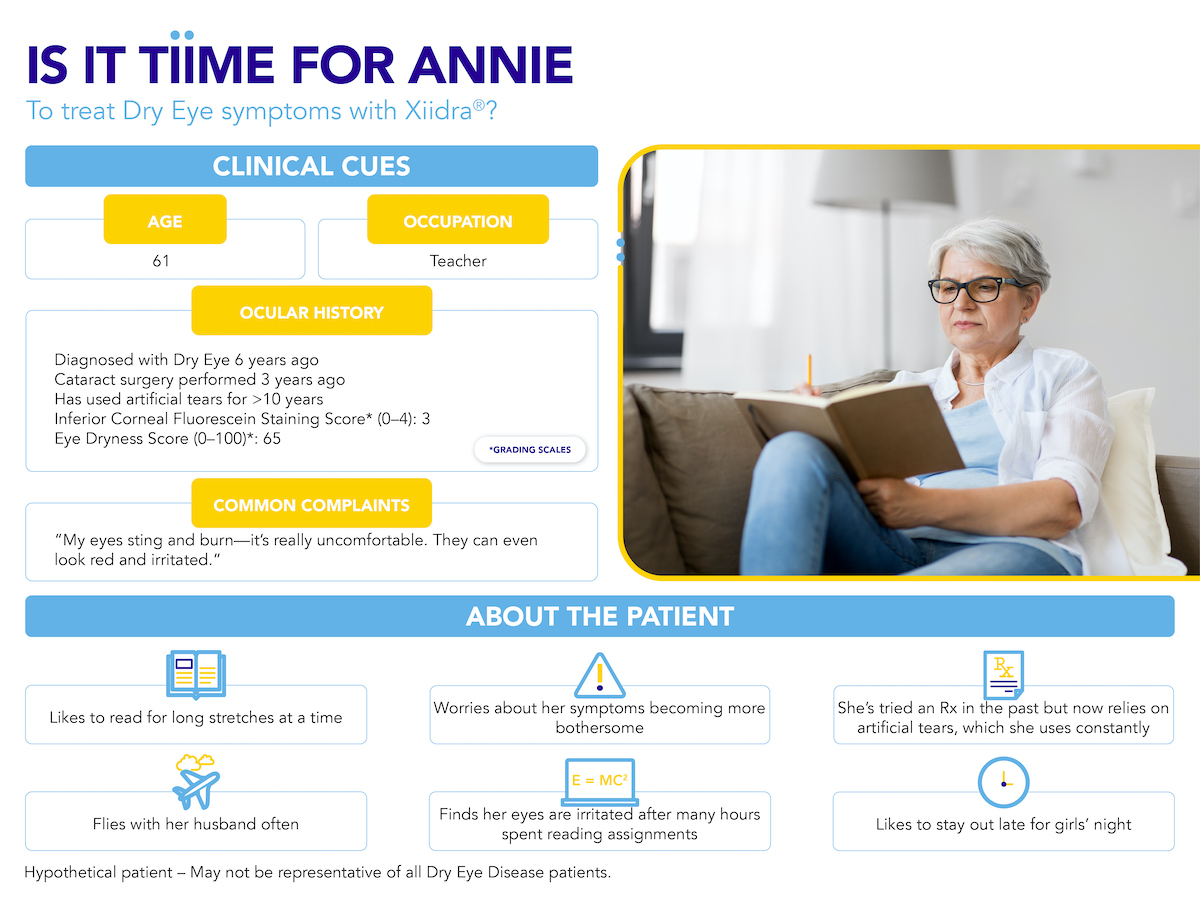 IS IT TIIME FOR ANNIE
To treat Dry Eye symptoms with Xiidra®?
CLINICAL CUES
AGE
61
OCCUPATION
Teacher
OCULAR HISTORY
Diagnosed with Dry Eye 6 years ago
Cataract surgery performed 3 years ago
Has used artificial tears for >10 years
Inferior Corneal Fluorescein Staining Score* (0–4): 3
Eye Dryness Score (0–100)*: 65
*GRADING SCALES
COMMON COMPLAINTS
“My eyes sting and burn—it’s really uncomfortable. They can even
look red and irritated.”
ABOUT THE PATIENT
Likes to read for long stretches at a time
Worries about her symptoms becoming more
bothersome
Rx
She’s tried an Rx in the past but now relies on
artificial tears, which she uses constantly
Flies with her husband often
E = MC²
Finds her eyes are irritated after many hours
spent reading assignments
Likes to stay out late for girls’ night
Hypothetical patient – May not be representative of all Dry Eye Disease patients.